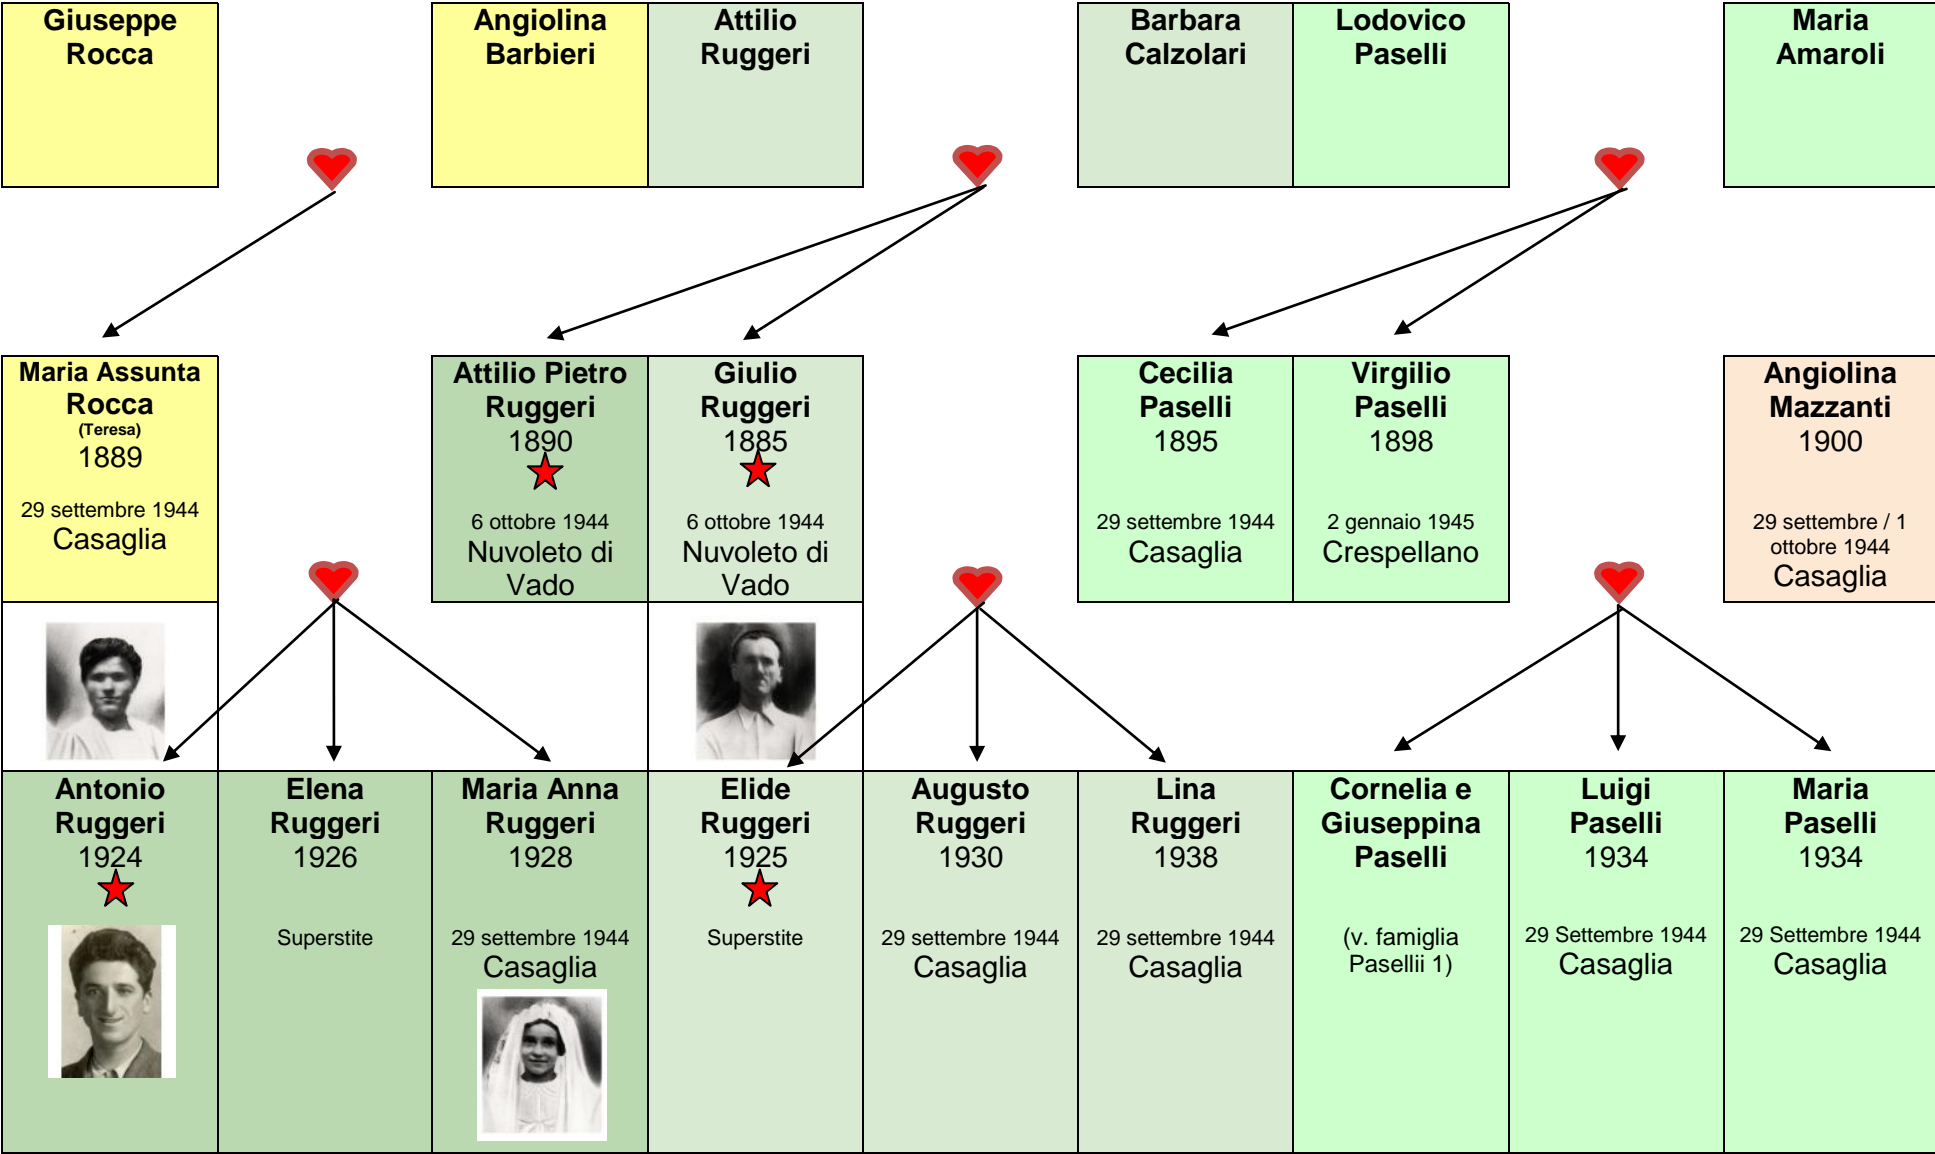 Giuseppe
Rocca
Angiolina
Barbieri
Attilio
Ruggeri
Barbara
Calzolari
Lodovico
Paselli
Maria
Amaroli
Maria Assunta
Rocca
(Teresa)
1889
29 settembre 1944
Casaglia
Attilio Pietro
Ruggeri
1890
6 ottobre 1944
Nuvoleto di
Vado
Giulio
Ruggeri
1885
6 ottobre 1944
Nuvoleto di
Vado
Cecilia
Paselli
1895
29 settembre 1944
Casaglia
Virgilio
Paselli
1898
2 gennaio 1945
Crespellano
Angiolina
Mazzanti
1900
29 settembre / 1
ottobre 1944
Casaglia
Antonio
Ruggeri
1924
Elena
Ruggeri
1926
Superstite
Maria Anna
Ruggeri
1928
29 settembre 1944
Casaglia
Elide
Ruggeri
1925
Superstite
Augusto
Ruggeri
1930
29 settembre 1944
Casaglia
Lina
Ruggeri
1938
29 settembre 1944
Casaglia
Cornelia e
Giuseppina
Paselli
(v. famiglia
Pasellii 1)
Luigi
Paselli
1934
29 Settembre 1944
Casaglia
Maria
Paselli
1934
29 Settembre 1944
Casaglia